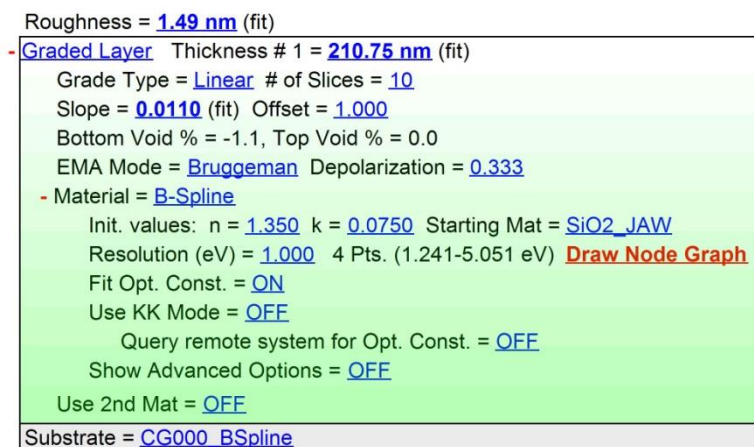 Roughness = 1.49 nm (fit)
- Graded Layer Thickness # 1 = 210.75 nm (fit)
Grade Type = Linear # of Slices = 10
Slope = 0.0110 (fit) Offset = 1.000
Bottom Void % = -1.1, Top Void % = 0.0
EMA Mode = Bruggeman Depolarization = 0.333
- Material = B-Spline
Init. values: n = 1.350 k = 0.0750 Starting Mat = SiO2_JAW
Resolution (eV) = 1.000 4 Pts. (1.241-5.051 eV) Draw Node Graph
Fit Opt. Const. = ON
Use KK Mode = OFF
Query remote system for Opt. Const. = OFF
Show Advanced Options = OFF
Use 2nd Mat = OFF
Substrate = CG000_BSpline